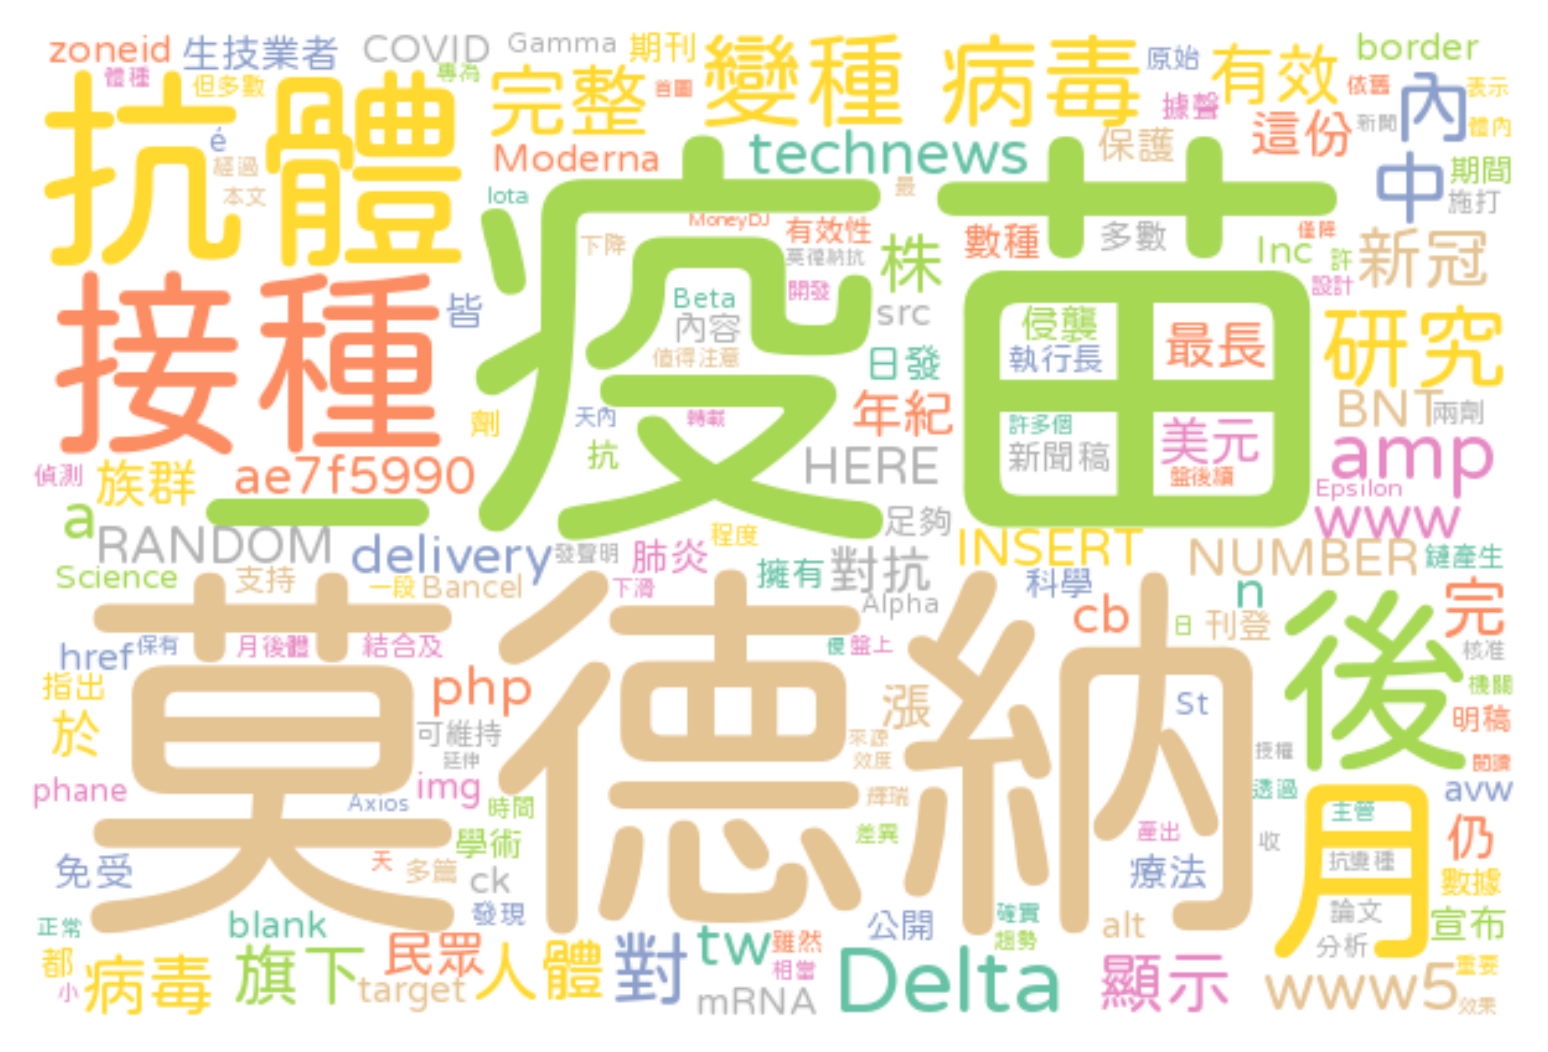 zoneid 生技業者 COVID Gamma 期刊 變種 病毒 原始 有效 border
體種 但多數 專為 完整 首圖 據聲 依舊 內 表示
抗體 é 經過 本文 Moderna technews 保護 這份 新聞 體內
Iota 疫苗 最 中 期間 施打
MoneyDJ 有效性 下降 莫德納抗 株 數種 多數 Inc 僅降 許 新冠
接種 皆 Beta 開發 內容 src 侵襲 最長 設計 研究
值得注意 日發 執行長
劑 天內 轉載 年紀 許多個 美元 BNT 兩劑
偵測 族群 ae7f5990 抗 HERE 新聞稿 盤後續 amp
a 一 足夠 Epsilon www
RANDOM delivery 發聲明 肺炎 程度 對抗 INSERT NUMBER 鏈產生
Science 支持 一段 Bancel 下滑 擁有 Alpha 科學 n 完
莫德納 cb 日 刊登 後
href 保有 月後體 結合及 侵 盤上 核准
指出 於 php 可維持 漲 St 機關 明稿
延伸 來源 效度 授權 閱讀
phane Axios img 時間 輝瑞 透過 月 主管 avw
學術 差異 產出 收 抗變種 仍
免受 天 多篇 ck 療法 數據
正常 blank 發現 公開 確實 alt 論文 宣布
都 病毒 旗下 民眾 人體 對 tw 雖然 趨勢 分析 重要
小 target 相當 mRNA Delta 顯示 www5 效果